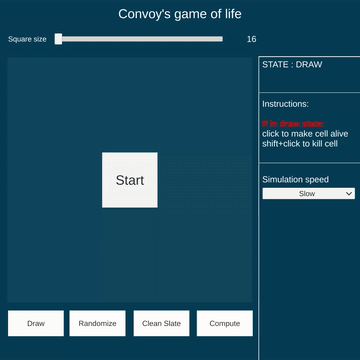 Convoy's game of life
Square size
16
STATE : DRAW
Instructions:
If in draw state:
click to make cell alive
shift+click to kill cell
Start
Simulation speed
Slow
Draw
Randomize
Clean Slate
Compute